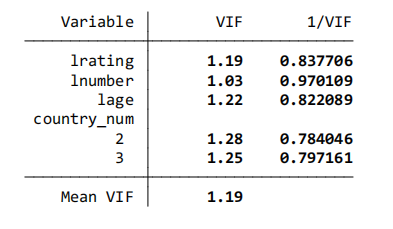 Variable VIF 1/VIF
lrating 1.19 0.837706
lnumber 1.03 0.970109
lage 1.22 0.822089
country_num
2 1.28 0.784046
3 1.25 0.797161
Mean VIF 1.19